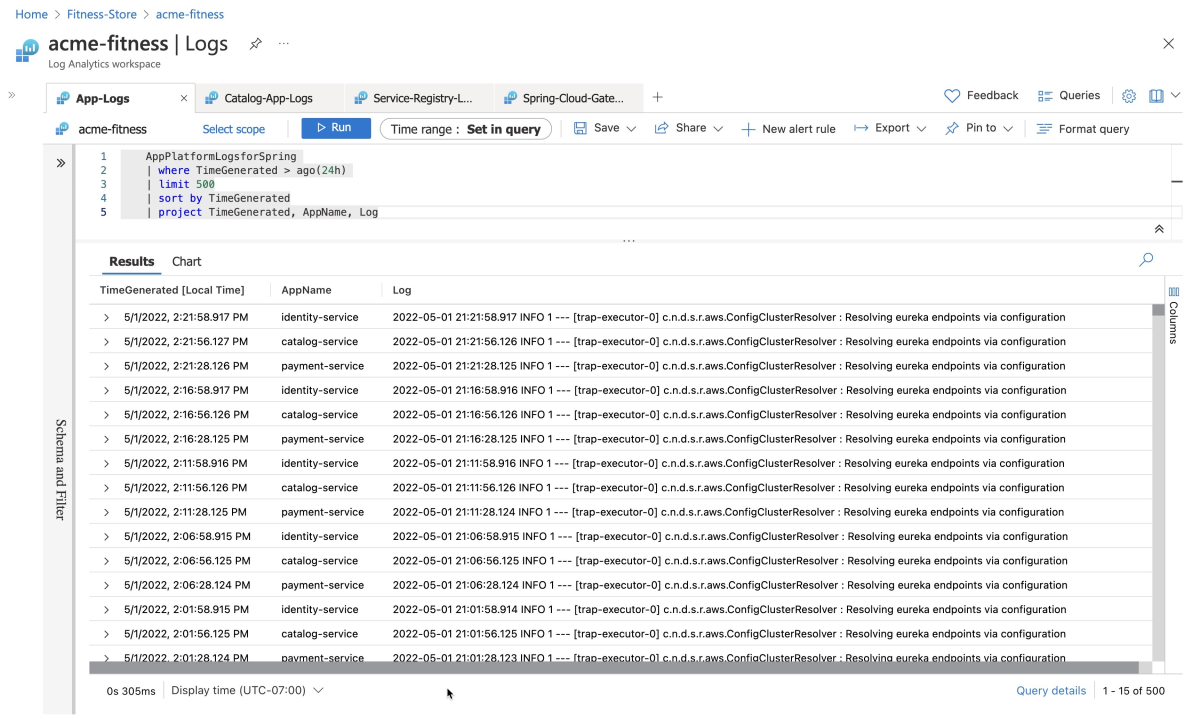 Home > Fitness-Store > acme-fitness
acme-fitness | Logs ...
Log Analytics workspace
App-Logs × Catalog-App-Logs Service-Registry-L... Spring-Cloud-Gate... + Feedback Queries
acme-fitness Select scope Run Time range : Set in query Save Share New alert rule Export Pin to Format query
1 AppPlatformLogsforSpring
2 | where TimeGenerated > ago(24h)
3 | limit 500
4 | sort by TimeGenerated
5 | project TimeGenerated, AppName, Log
Results Chart
TimeGenerated [Local Time] AppName Log
5/1/2022, 2:21:58.917 PM identity-service 2022-05-01 21:21:58.917 INFO 1 --- [trap-executor-0] c.n.d.s.r.aws.ConfigClusterResolver : Resolving eureka endpoints via configuration
5/1/2022, 2:21:56.127 PM catalog-service 2022-05-01 21:21:56.126 INFO 1 --- [trap-executor-0] c.n.d.s.r.aws.ConfigClusterResolver : Resolving eureka endpoints via configuration
5/1/2022, 2:21:28.126 PM payment-service 2022-05-01 21:21:28.125 INFO 1 --- [trap-executor-0] c.n.d.s.r.aws.ConfigClusterResolver : Resolving eureka endpoints via configuration
5/1/2022, 2:16:58.917 PM identity-service 2022-05-01 21:16:58.916 INFO 1 --- [trap-executor-0] c.n.d.s.r.aws.ConfigClusterResolver : Resolving eureka endpoints via configuration
5/1/2022, 2:16:56.126 PM catalog-service 2022-05-01 21:16:56.126 INFO 1 --- [trap-executor-0] c.n.d.s.r.aws.ConfigClusterResolver : Resolving eureka endpoints via configuration
5/1/2022, 2:16:28.125 PM payment-service 2022-05-01 21:16:28.125 INFO 1 --- [trap-executor-0] c.n.d.s.r.aws.ConfigClusterResolver : Resolving eureka endpoints via configuration
5/1/2022, 2:11:58.916 PM identity-service 2022-05-01 21:11:58.916 INFO 1 --- [trap-executor-0] c.n.d.s.r.aws.ConfigClusterResolver : Resolving eureka endpoints via configuration
5/1/2022, 2:11:56.126 PM catalog-service 2022-05-01 21:11:56.126 INFO 1 --- [trap-executor-0] c.n.d.s.r.aws.ConfigClusterResolver : Resolving eureka endpoints via configuration
5/1/2022, 2:11:28.125 PM payment-service 2022-05-01 21:11:28.124 INFO 1 --- [trap-executor-0] c.n.d.s.r.aws.ConfigClusterResolver : Resolving eureka endpoints via configuration
5/1/2022, 2:06:58.915 PM identity-service 2022-05-01 21:06:58.915 INFO 1 --- [trap-executor-0] c.n.d.s.r.aws.ConfigClusterResolver : Resolving eureka endpoints via configuration
5/1/2022, 2:06:56.125 PM catalog-service 2022-05-01 21:06:56.125 INFO 1 --- [trap-executor-0] c.n.d.s.r.aws.ConfigClusterResolver : Resolving eureka endpoints via configuration
5/1/2022, 2:06:28.124 PM payment-service 2022-05-01 21:06:28.124 INFO 1 --- [trap-executor-0] c.n.d.s.r.aws.ConfigClusterResolver : Resolving eureka endpoints via configuration
5/1/2022, 2:01:58.915 PM identity-service 2022-05-01 21:01:58.914 INFO 1 --- [trap-executor-0] c.n.d.s.r.aws.ConfigClusterResolver : Resolving eureka endpoints via configuration
5/1/2022, 2:01:56.125 PM catalog-service 2022-05-01 21:01:56.125 INFO 1 --- [trap-executor-0] c.n.d.s.r.aws.ConfigClusterResolver : Resolving eureka endpoints via configuration
5/1/2022, 2:01:28.124 PM payment-service 2022-05-01 21:01:28.123 INFO 1 --- [trap-executor-0] c.n.d.s.r.aws.ConfigClusterResolver : Resolving eureka endpoints via configuration
Columns
Schema and Filter
0s 305ms Display time (UTC-07:00) Query details 1 - 15 of 500